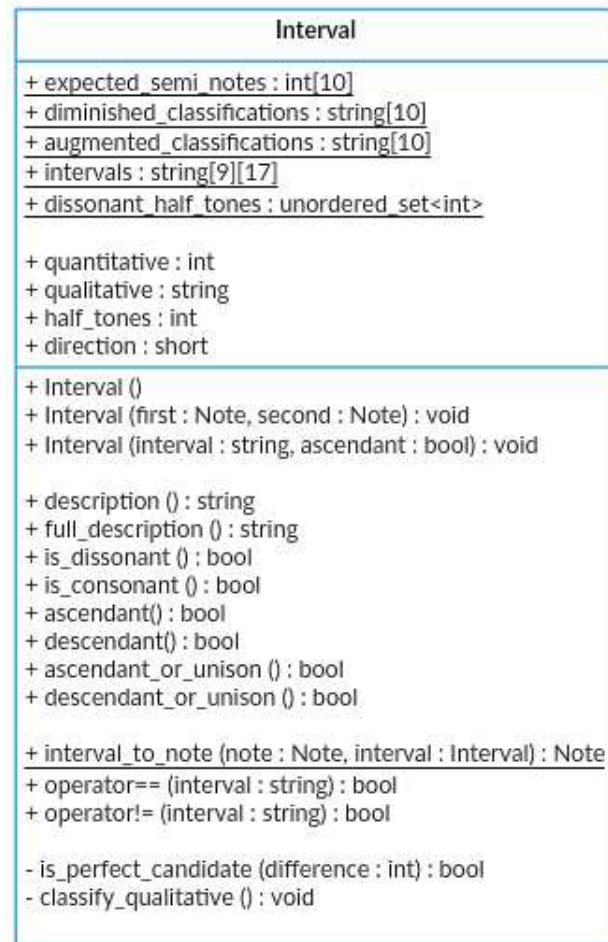 Interval
+ expected_semi_notes : int[10]
+ diminished_classifications : string[10]
+ augmented_classifications : string[10]
+ intervals : string[9][17]
+ dissonant_half_tones : unordered_set<int>
+ quantitative : int
+ qualitative : string
+ half_tones : int
+ direction : short
+ Interval ()
+ Interval (first : Note, second : Note) : void
+ Interval (interval : string, ascendant : bool) : void
+ description () : string
+ full_description () : string
+ is_dissonant () : bool
+ is_consonant () : bool
+ ascendant() : bool
+ descendant() : bool
+ ascendant_or_unison () : bool
+ descendant_or_unison () : bool
+ interval_to_note (note : Note, interval : Interval) : Note
+ operator== (interval : string) : bool
+ operator!= (interval : string) : bool
- is_perfect_candidate (difference : int) : bool
- classify_qualitative () : void